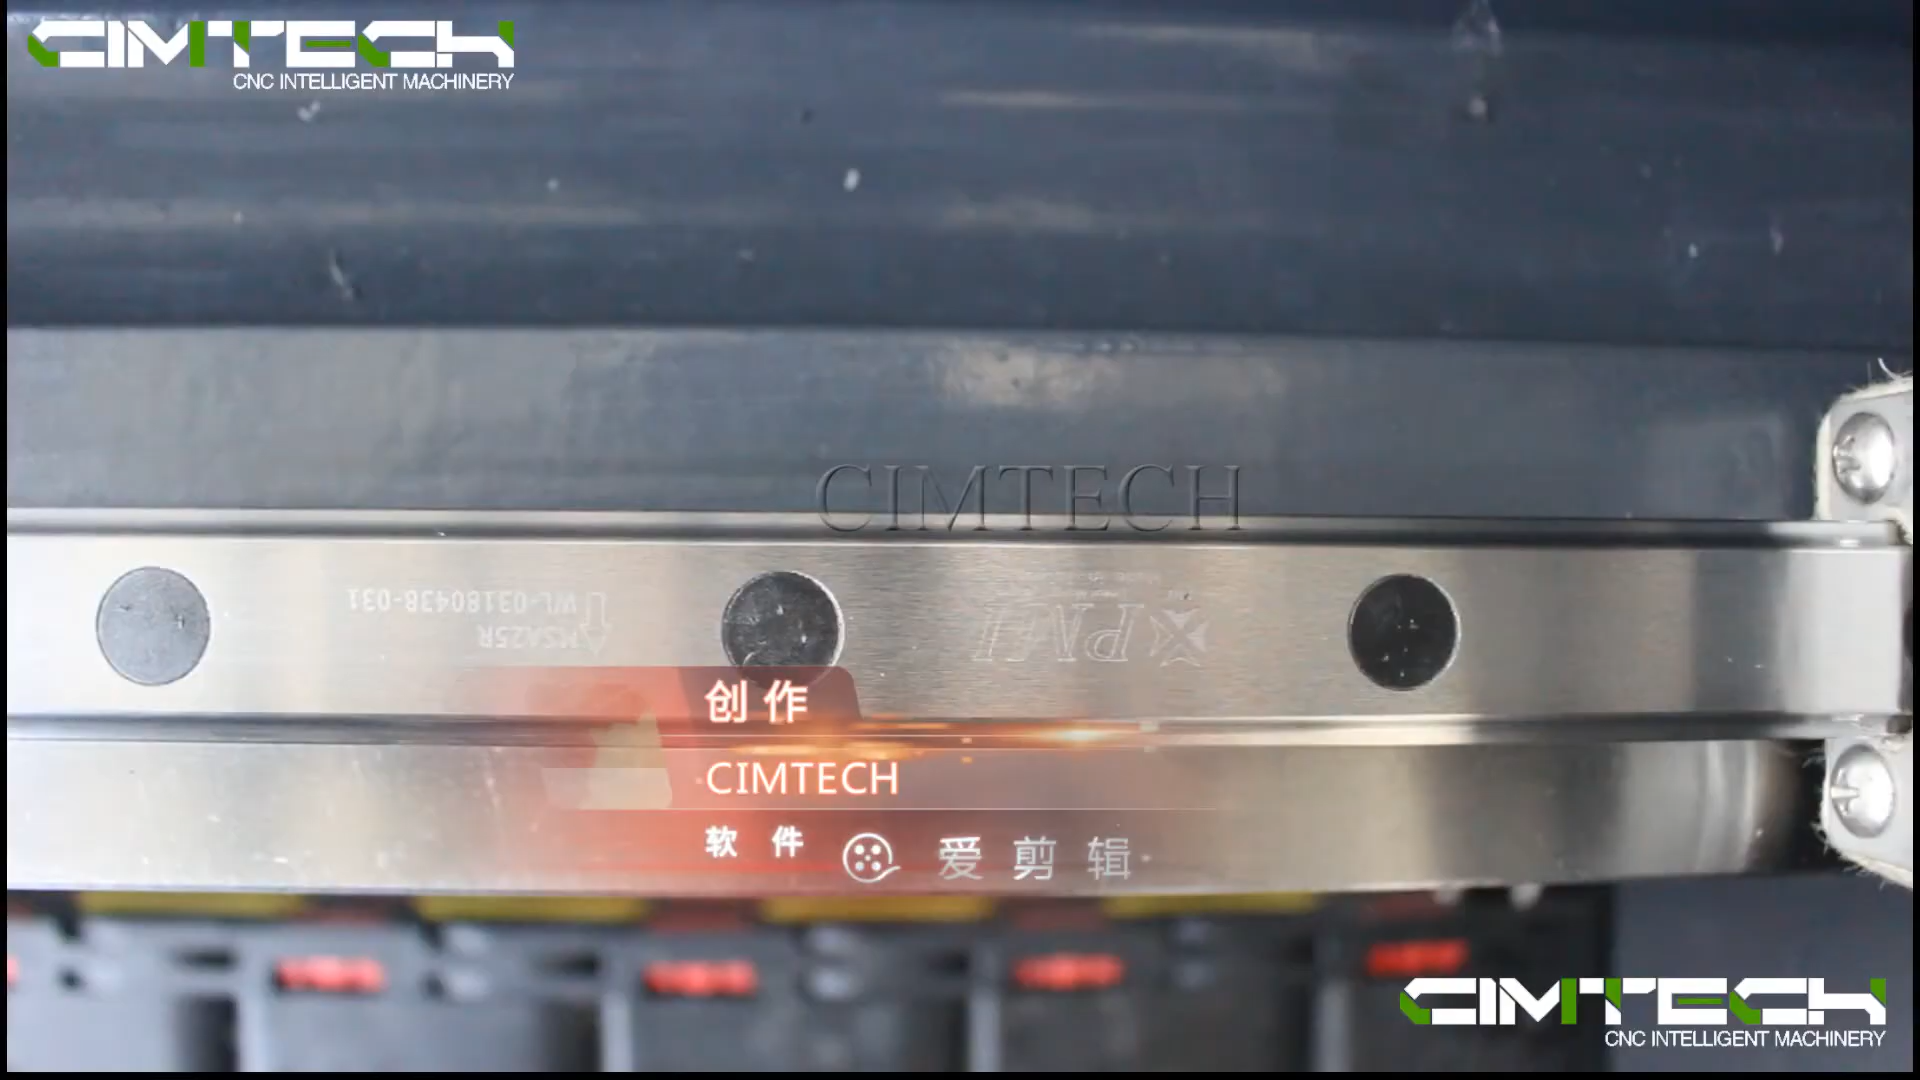 CIMTECH
CNC INTELLIGENT MACHINERY
CIMTECH
WL-03180438-031
MSA25R
PMI
创作
CIMTECH
软件 爱剪辑
CIMTECH
CNC INTELLIGENT MACHINERY